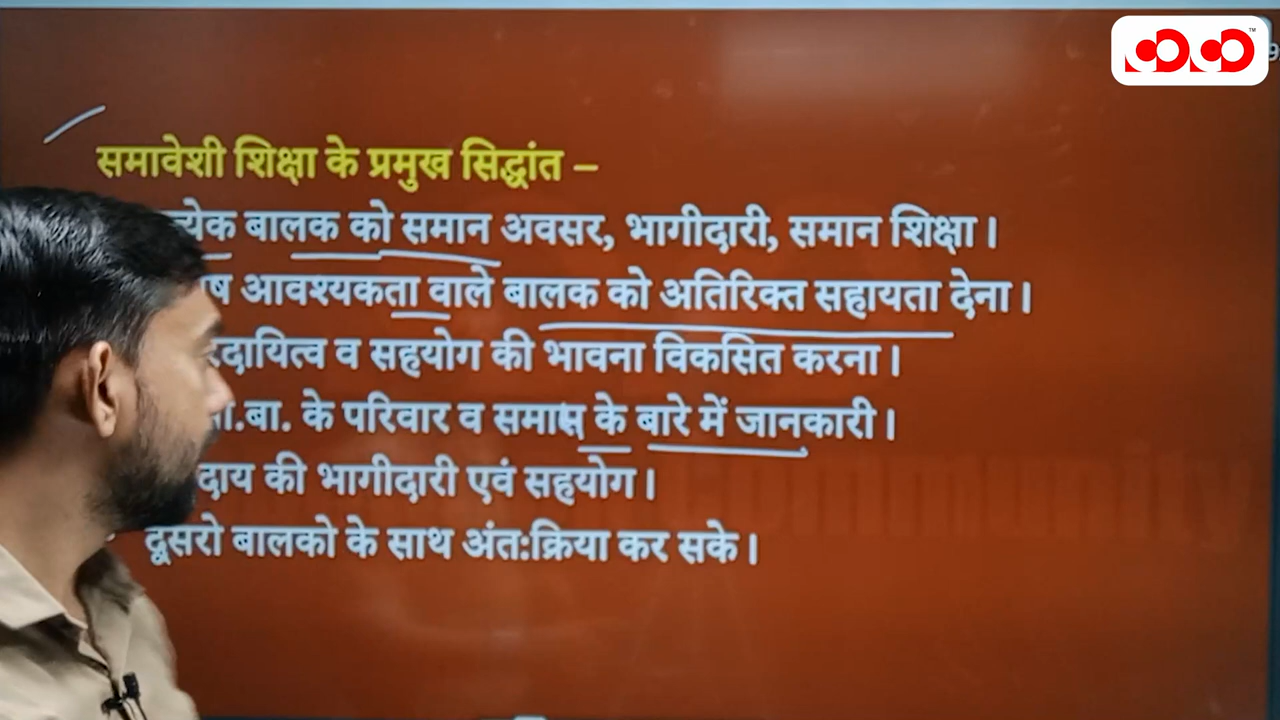 समावेशी शिक्षा के प्रमुख सिद्धांत –
बालक को समान अवसर, भागीदारी, समान शिक्षा।
आवश्यकता वाले बालक को अतिरिक्त सहायता देना।
व सहयोग की भावना विकसित करना।
के परिवार व समाज के बारे में जानकारी।
की भागीदारी एवं सहयोग।
दूसरो बालको के साथ अंत:क्रिया कर सके।